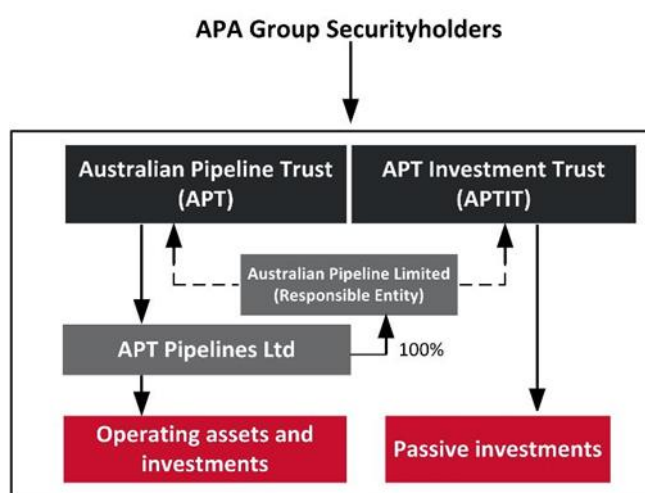 APA Group Securityholders
Australian Pipeline Trust
(APT)
APT Investment Trust
(APTIT)
Australian Pipeline Limited
(Responsible Entity)
APT Pipelines Ltd
100%
Operating assets and
investments
Passive investments